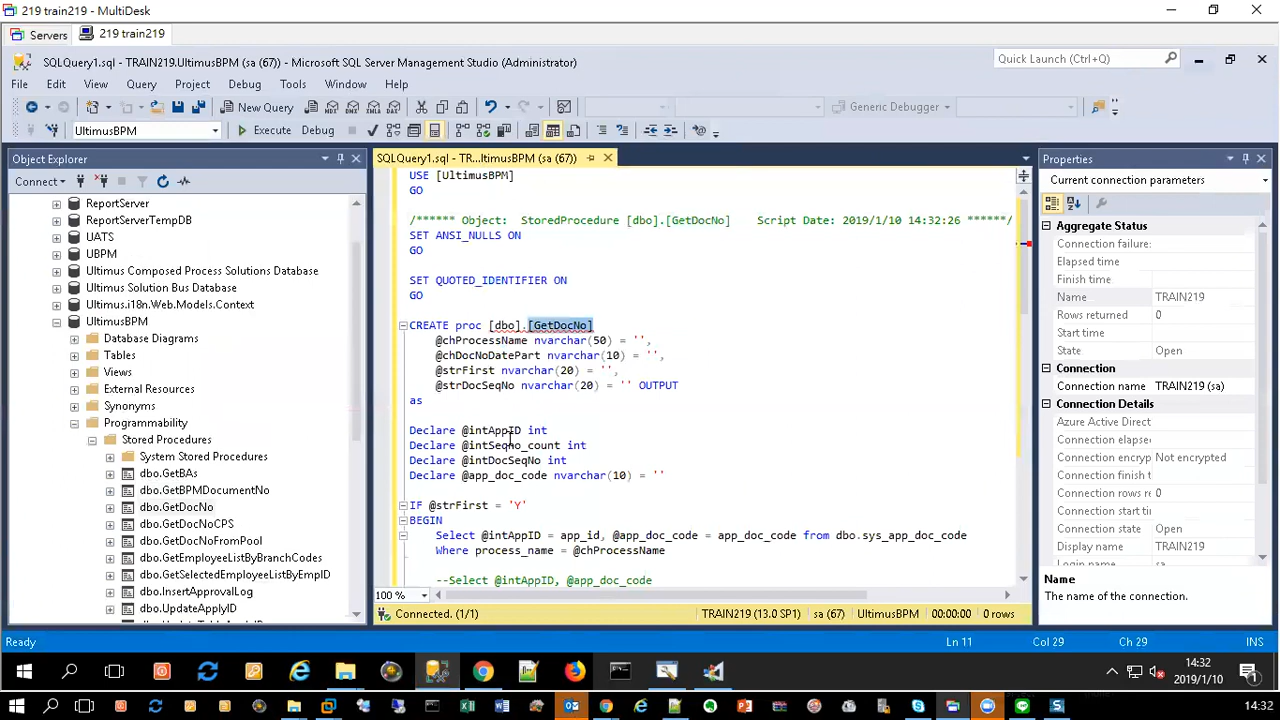 219 train219 - MultiDesk
Servers
219 train219
SQLQuery1.sql - TRAIN219.UltimusBPM (sa (67)) - Microsoft SQL Server Management Studio (Administrator)
Quick Launch (Ctrl+Q)
File Edit View Query Project Debug Tools Window Help
New Query
Generic Debugger
UltimusBPM
Execute Debug
Object Explorer
Connect
ReportServer
ReportServerTempDB
UATS
UBPM
Ultimus Composed Process Solutions Database
Ultimus Solution Bus Database
Ultimus.i18n.Web.Models.Context
UltimusBPM
Database Diagrams
Tables
Views
External Resources
Synonyms
Programmability
Stored Procedures
System Stored Procedures
dbo.GetBAs
dbo.GetBPMDocumentNo
dbo.GetDocNo
dbo.GetDocNoCPS
dbo.GetDocNoFromPool
dbo.GetEmployeeListByBranchCodes
dbo.GetSelectedEmployeeListByEmpID
dbo.InsertApprovalLog
dbo.UpdateApplyID
SQLQuery1.sql - TR...ltimusBPM (sa (67))
USE [UltimusBPM]
GO
/****** Object:  StoredProcedure [dbo].[GetDocNo]    Script Date: 2019/1/10 14:32:26 ******/
SET ANSI_NULLS ON
GO
SET QUOTED_IDENTIFIER ON
GO
CREATE proc [dbo].[GetDocNo]
@chProcessName nvarchar(50) = '',
@chDocNoDatePart nvarchar(10) = '',
@strFirst nvarchar(20) = '',
@strDocSeqNo nvarchar(20) = '' OUTPUT
as
Declare @intAppID int
Declare @intSeqno_count int
Declare @intDocSeqNo int
Declare @app_doc_code nvarchar(10) = ''
IF @strFirst = 'Y'
BEGIN
Select @intAppID = app_id, @app_doc_code = app_doc_code from dbo.sys_app_doc_code
Where process_name = @chProcessName
--Select @intAppID, @app_doc_code
100 %
Connected. (1/1)
TRAIN219 (13.0 SP1)
sa (67)
UltimusBPM
00:00:00
0 rows
Properties
Current connection parameters
Aggregate Status
Connection failure:
Elapsed time
Finish time
Name TRAIN219
Rows returned 0
Start time
State Open
Connection
Connection name TRAIN219 (sa)
Connection Details
Azure Active Direct
Connection elapsed
Connection encrypt Not encrypted
Connection finish t
Connection rows re 0
Connection start tim
Connection state Open
Display name TRAIN219
Name
The name of the connection.
Ready
Ln 11
Col 29
Ch 29
INS
14:32
2019/1/10
1
14:32